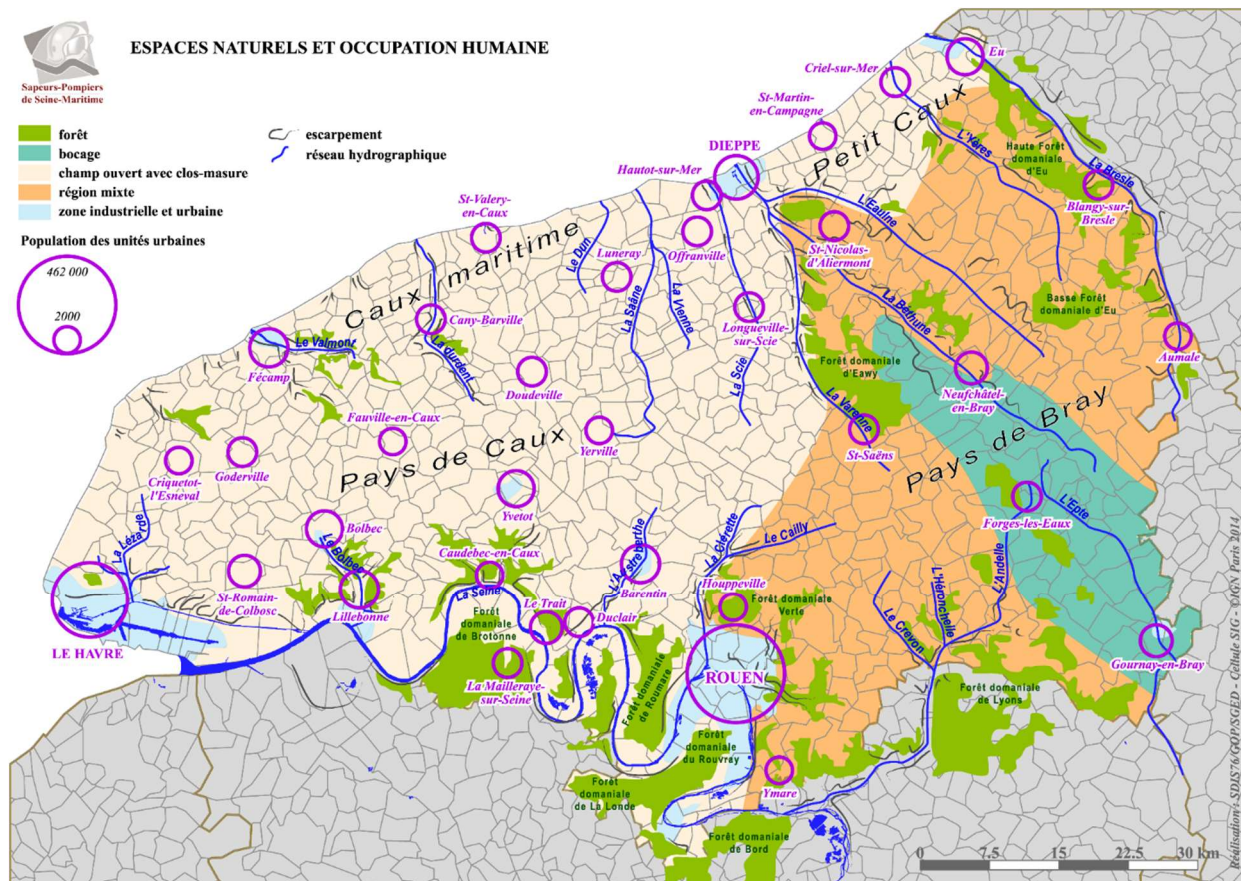 ESPACES NATURELS ET OCCUPATION HUMAINE
Sapeurs-Pompiers
de Seine-Maritime
forêt
bocage
champ ouvert avec clos-masure
région mixte
zone industrielle et urbaine
escarpement
réseau hydrographique
Population des unités urbaines
462 000
2000
Eu
Criel-sur-Mer
St-Martin-
en-Campagne
Petit Caux
L'Yères
Haute Forêt
domaniale
d'Eu
La Bresle
Blangy-sur-
Bresle
DIEPPE
Hautot-sur-Mer
Offranville
L'Eaulne
St-Nicolas-
d'Aliermont
St-Valery-
en-Caux
Caux maritime
Le Dun
Luneray
La Saâne
La Vienne
La Béthune
Basse Forêt
domaniale d'Eu
Aumale
Cany-Barville
La durdent
Le Valmont
Fécamp
Longueville-
sur-Scie
La Scie
Forêt
domaniale
d'Eawy
Neufchâtel-
en-Bray
Doudeville
La Varenne
St-Saëns
Pays de Bray
Fauville-en-Caux
Pays de Caux
Yerville
Goderville
Criquetot-
l'Esneval
Yvetot
L'Epte
Forges-les-Eaux
La Lézarde
Bolbec
Le Bolbec
Caudebec-en-Caux
L'Austreberthe
La Clérette
Le Cailly
L'Andelle
L'Héronchelle
Le Crevon
St-Romain-
de-Colbosc
Lillebonne
La Seine
Barentin
Houppeville
Forêt domaniale
Verte
LE HAVRE
Forêt
domaniale
de Brotonne
Le Trait
Duclair
Gournay-en-Bray
La Mailleraye-
sur-Seine
Forêt domaniale
de Roumare
ROUEN
Forêt domaniale
de Lyons
Forêt
domaniale
du Rouvray
Ymare
Forêt
domaniale
de La Londe
Forêt
domaniale
de Bord
0 7.5 15 22.5 30 km
Réalisation : SDIS76/GOP/SGED - Cellule SIG - ©IGN Paris 2014